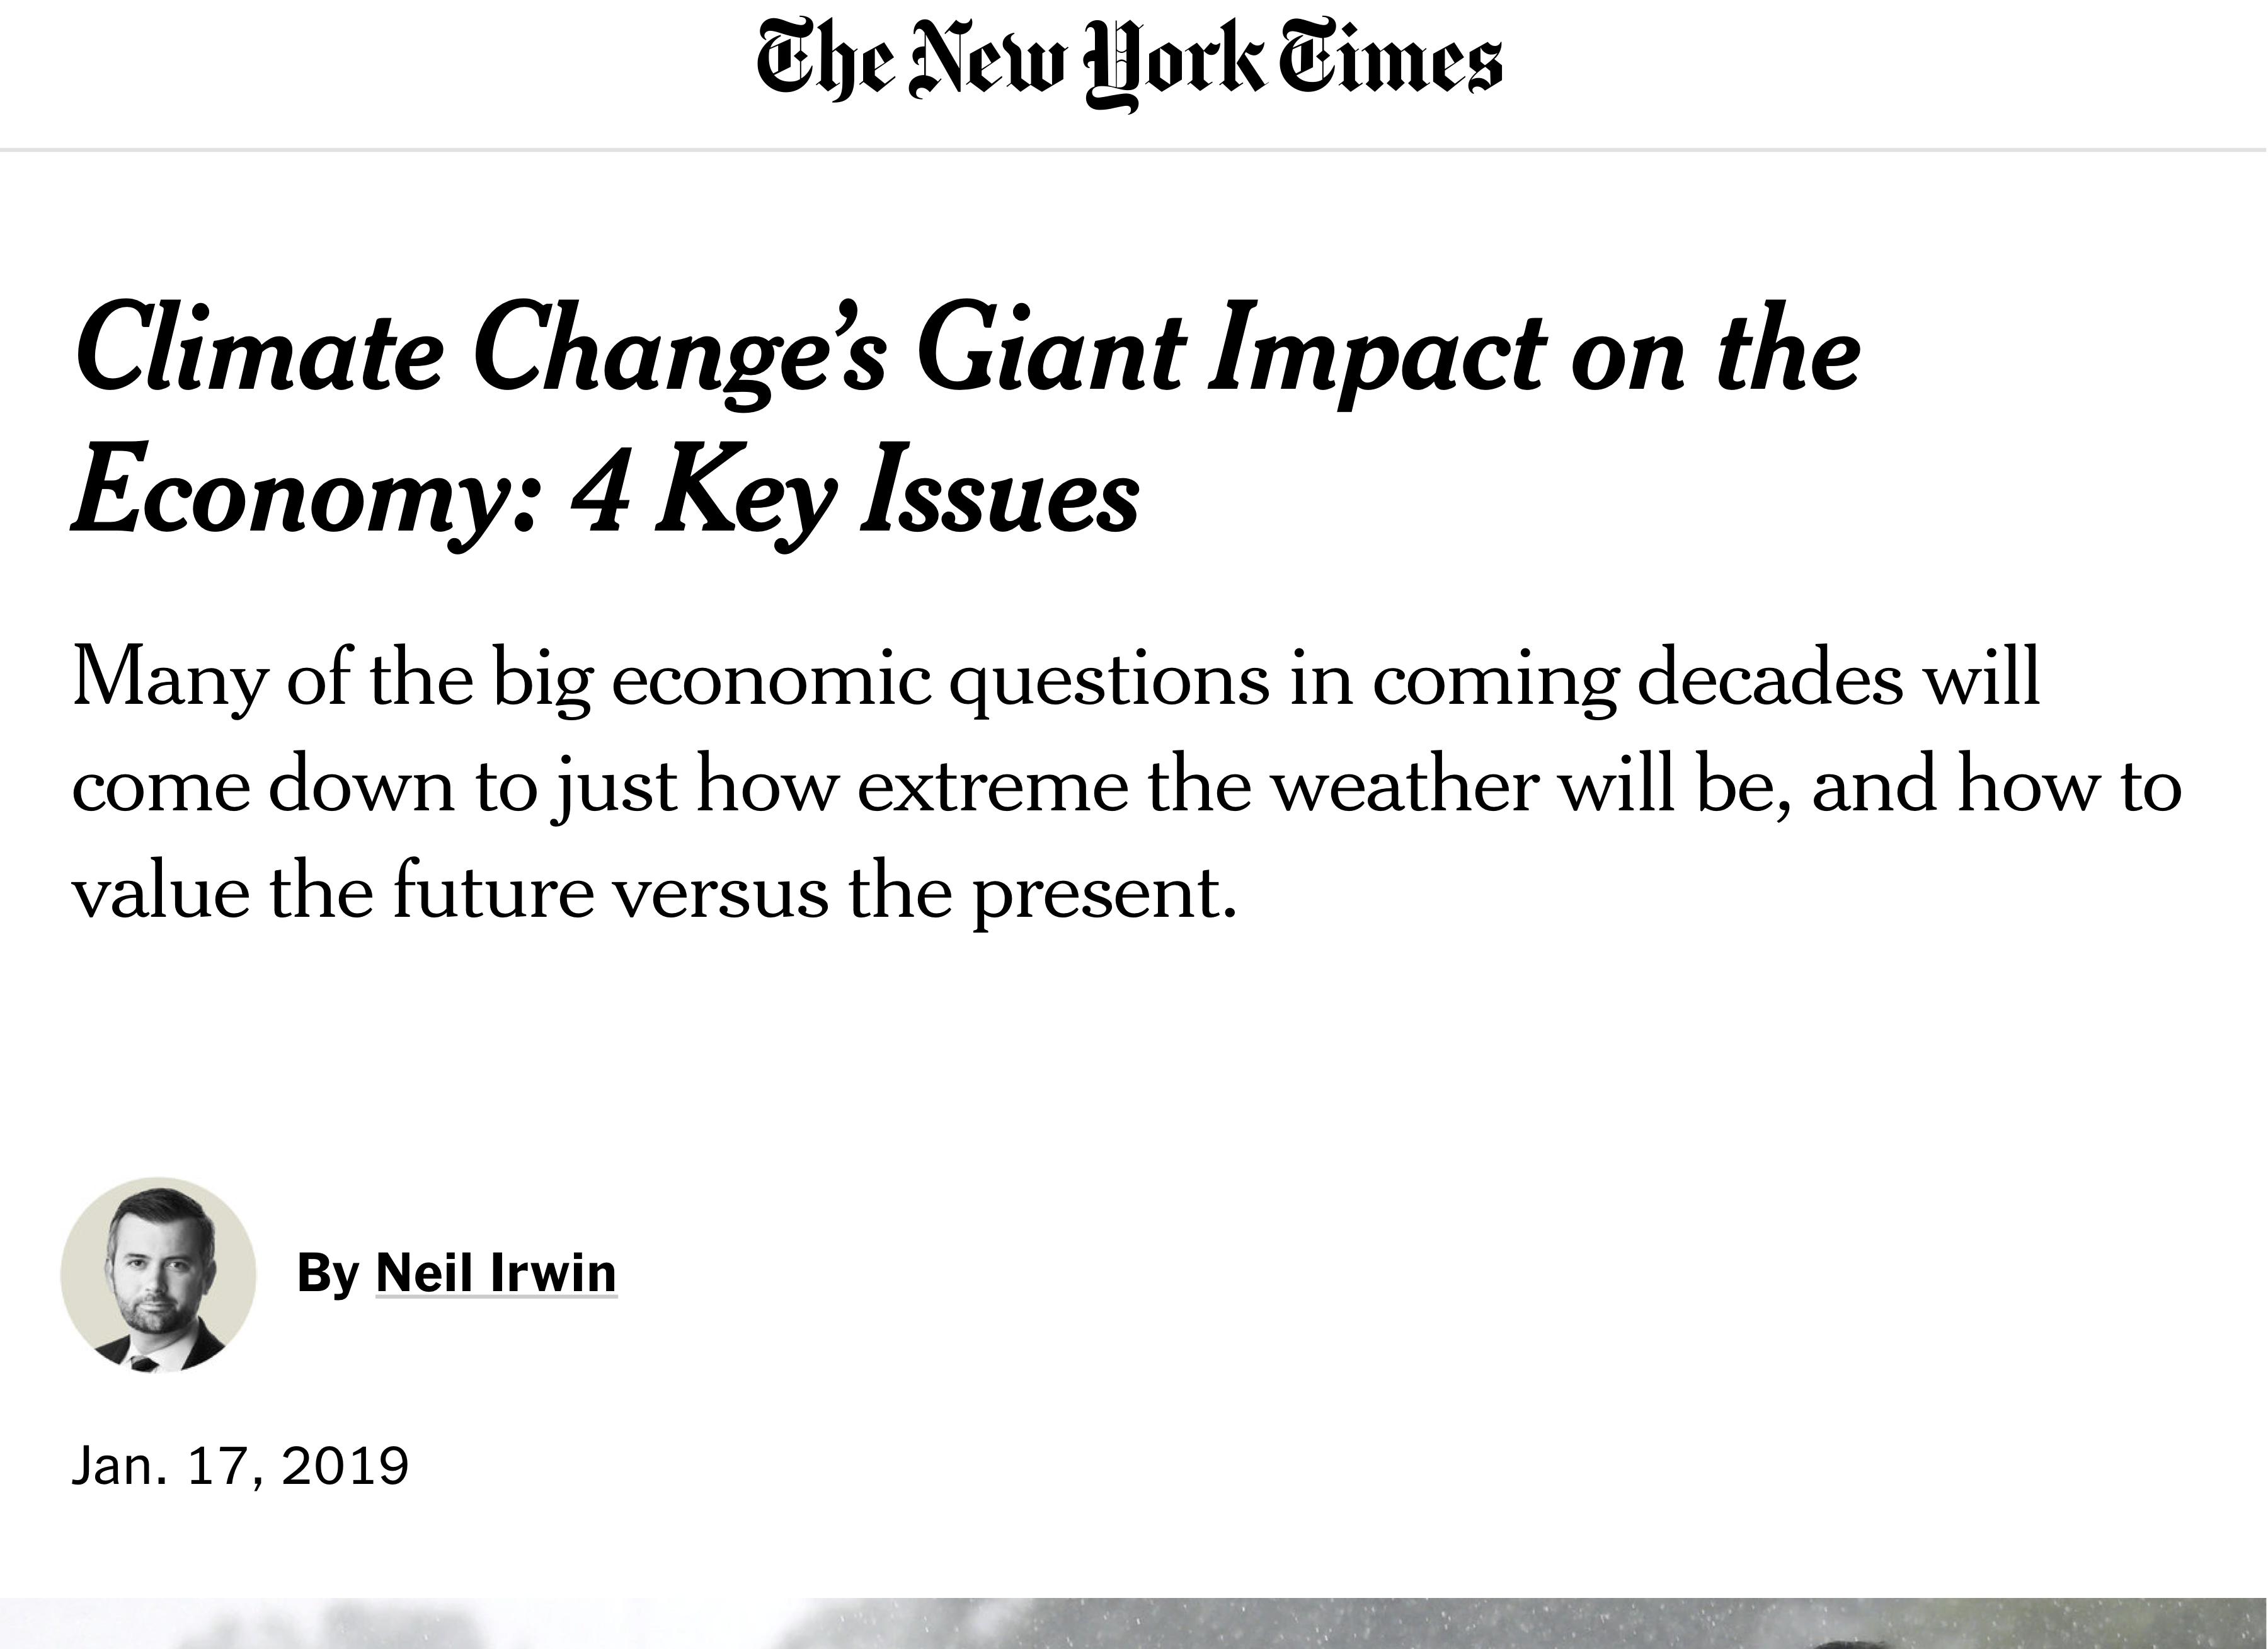 The New York Times
Climate Change’s Giant Impact on the
Economy: 4 Key Issues
Many of the big economic questions in coming decades will
come down to just how extreme the weather will be, and how to
value the future versus the present.
By Neil Irwin
Jan. 17, 2019